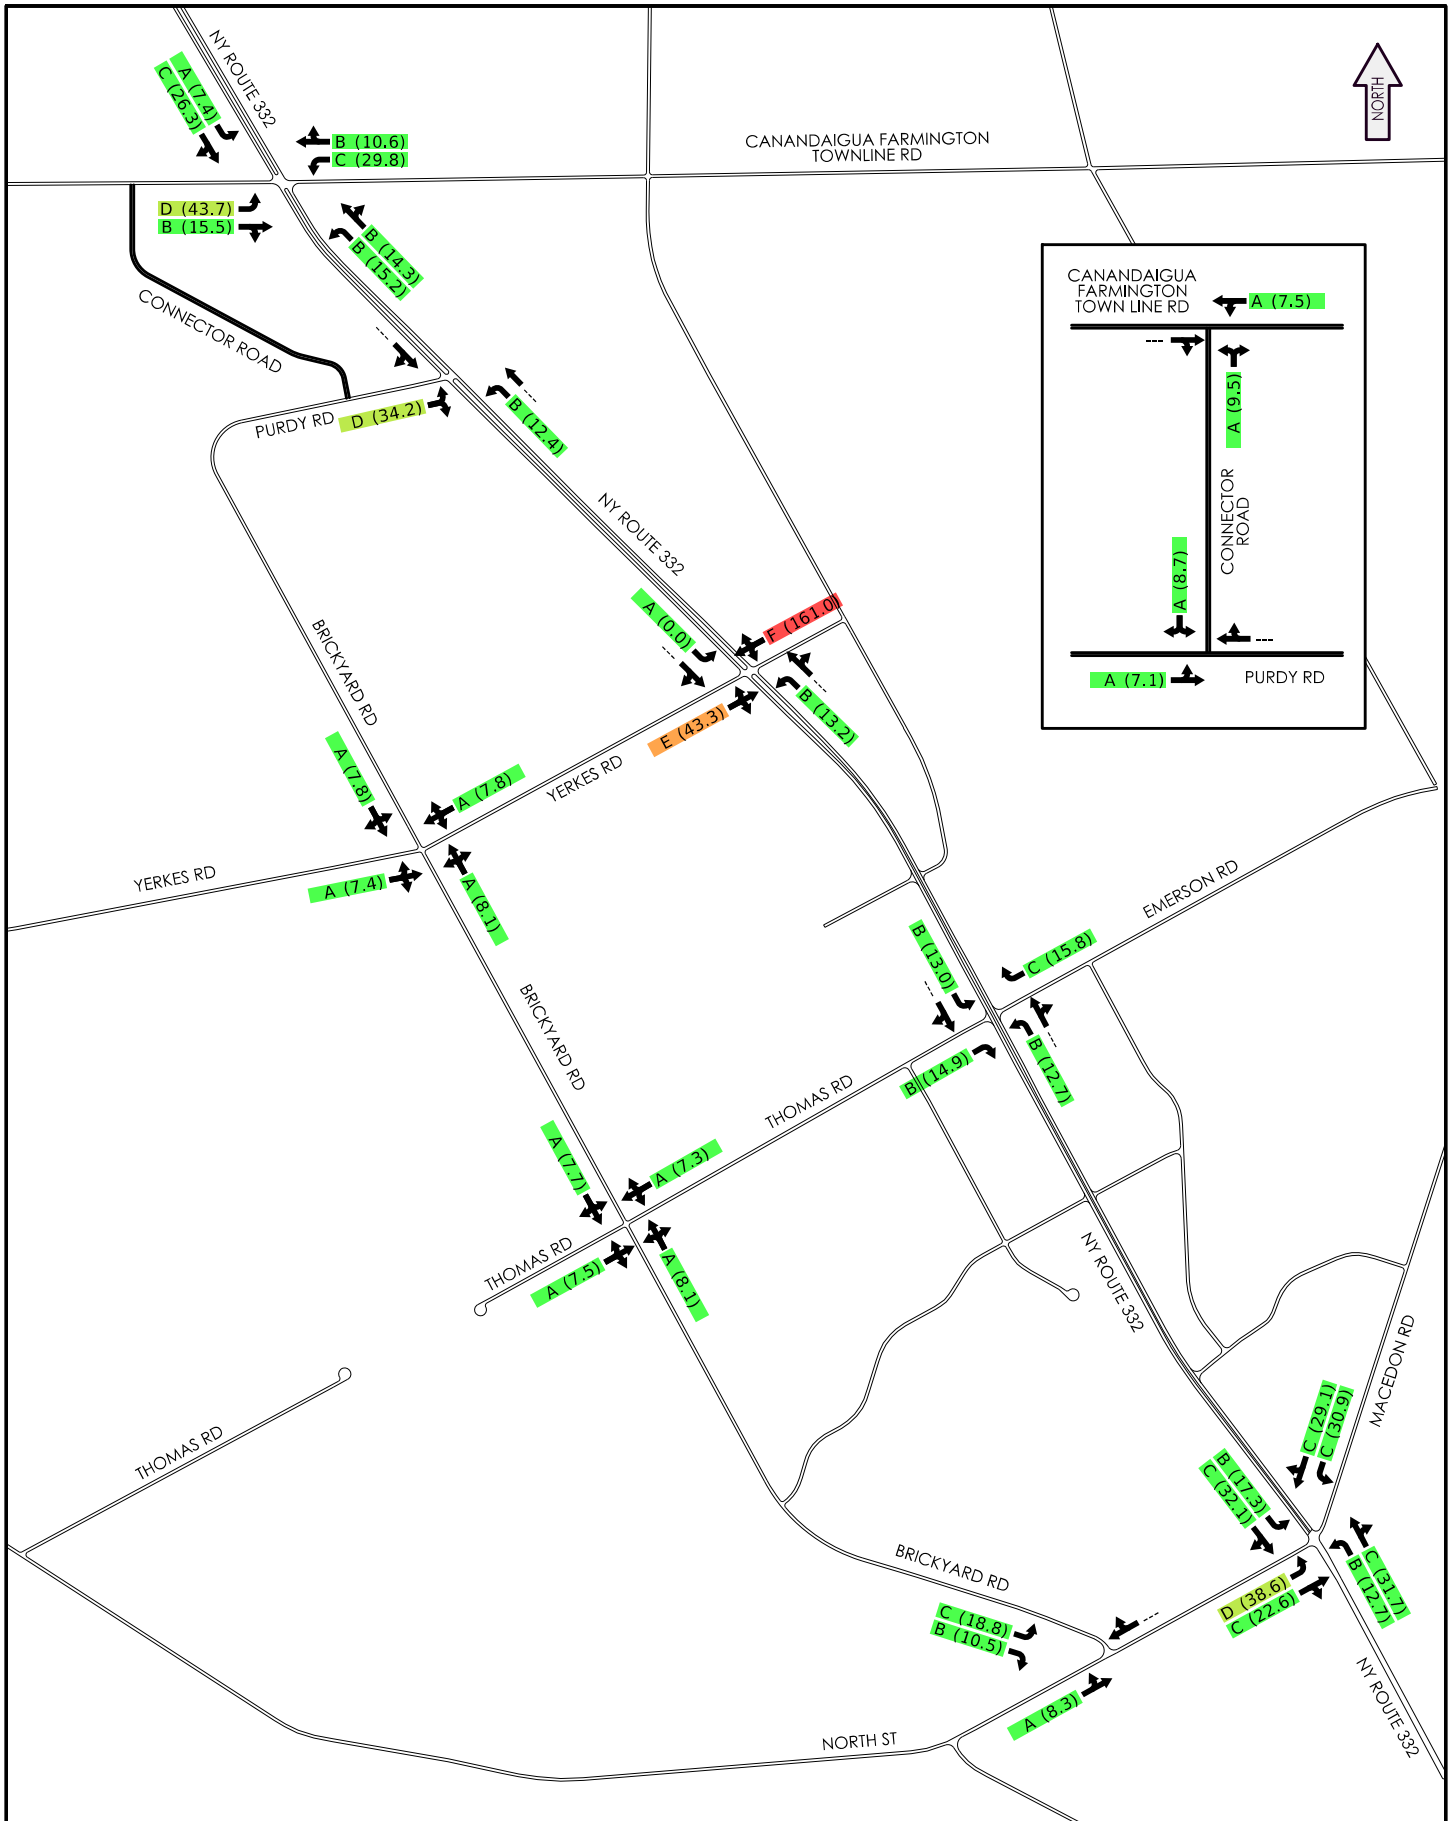 NY ROUTE 332
A (7.4)
C (26.3)
B (10.6)
C (29.8)
CANANDAIGUA FARMINGTON
TOWNLINE RD
NORTH
D (43.7)
B (15.5)
B (14.3)
B (15.2)
CONNECTOR ROAD
PURDY RD
D (34.2)
B (12.4)
CANANDAIGUA
FARMINGTON
TOWN LINE RD
A (7.5)
A (9.5)
CONNECTOR
ROAD
A (8.7)
A (7.1)
PURDY RD
NY ROUTE 332
A (0.0)
F (161.0)
E (43.3)
B (13.2)
BRICKYARD RD
YERKES RD
A (7.8)
A (7.8)
YERKES RD
A (7.4)
A (8.1)
EMERSON RD
B (13.0)
C (15.8)
B (14.9)
B (12.7)
BRICKYARD RD
THOMAS RD
A (7.7)
A (7.3)
THOMAS RD
A (7.5)
A (8.1)
NY ROUTE 332
MACEDON RD
THOMAS RD
C (29.1)
C (30.9)
B (17.3)
C (32.1)
C (31.7)
B (12.7)
D (38.6)
C (22.6)
BRICKYARD RD
C (18.8)
B (10.5)
A (8.3)
NORTH ST
NY ROUTE 332